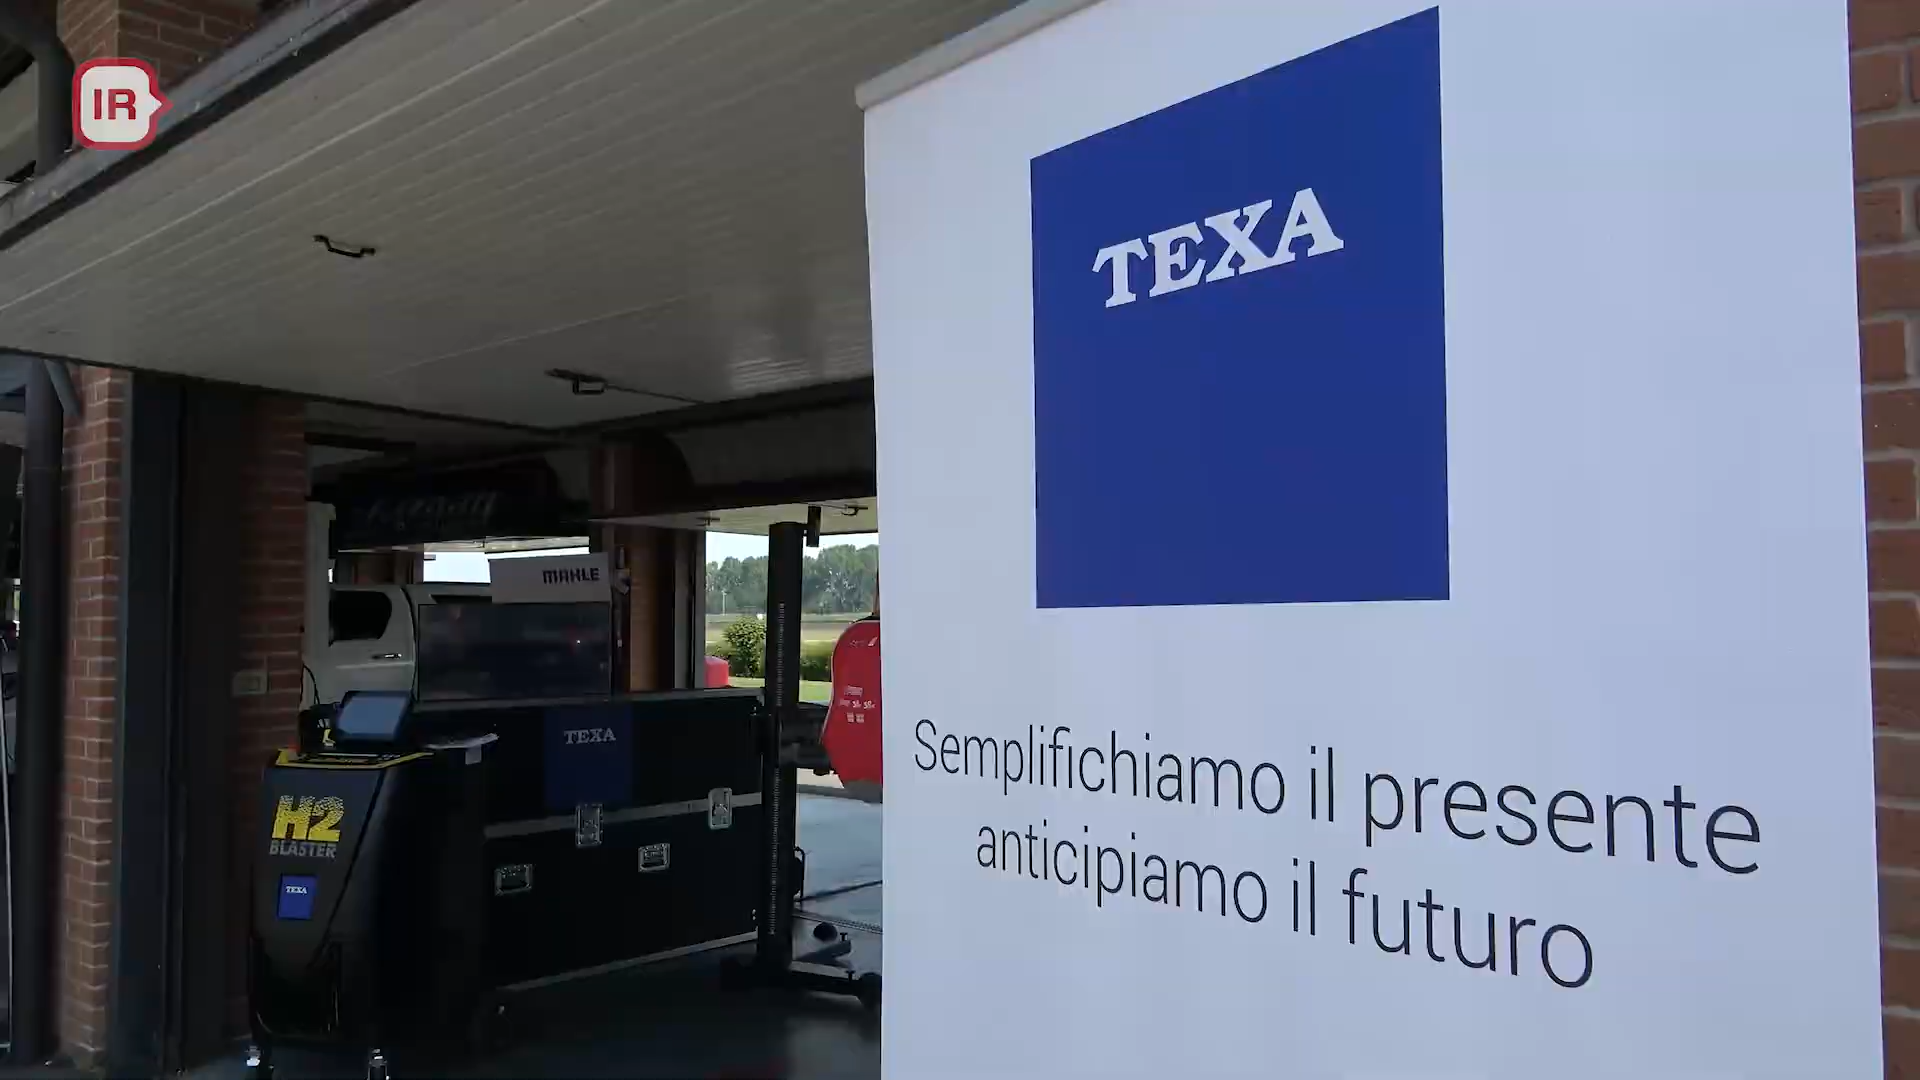 IR
TEXA
MAHLE
TEXA
H2
BLASTER
TEXA
Semplifichiamo il presente
anticipiamo il futuro